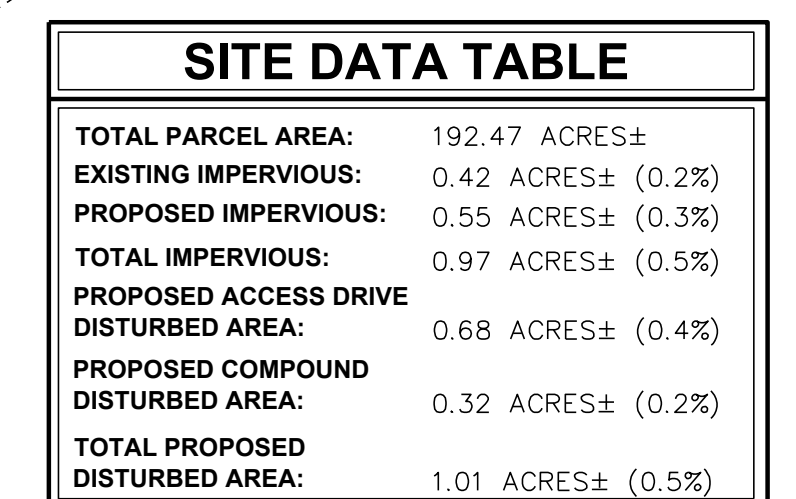 SITE DATA TABLE
TOTAL PARCEL AREA: 192.47 ACRES±
EXISTING IMPERVIOUS: 0.42 ACRES± (0.2%)
PROPOSED IMPERVIOUS: 0.55 ACRES± (0.3%)
TOTAL IMPERVIOUS: 0.97 ACRES± (0.5%)
PROPOSED ACCESS DRIVE
DISTURBED AREA: 0.68 ACRES± (0.4%)
PROPOSED COMPOUND
DISTURBED AREA: 0.32 ACRES± (0.2%)
TOTAL PROPOSED
DISTURBED AREA: 1.01 ACRES± (0.5%)